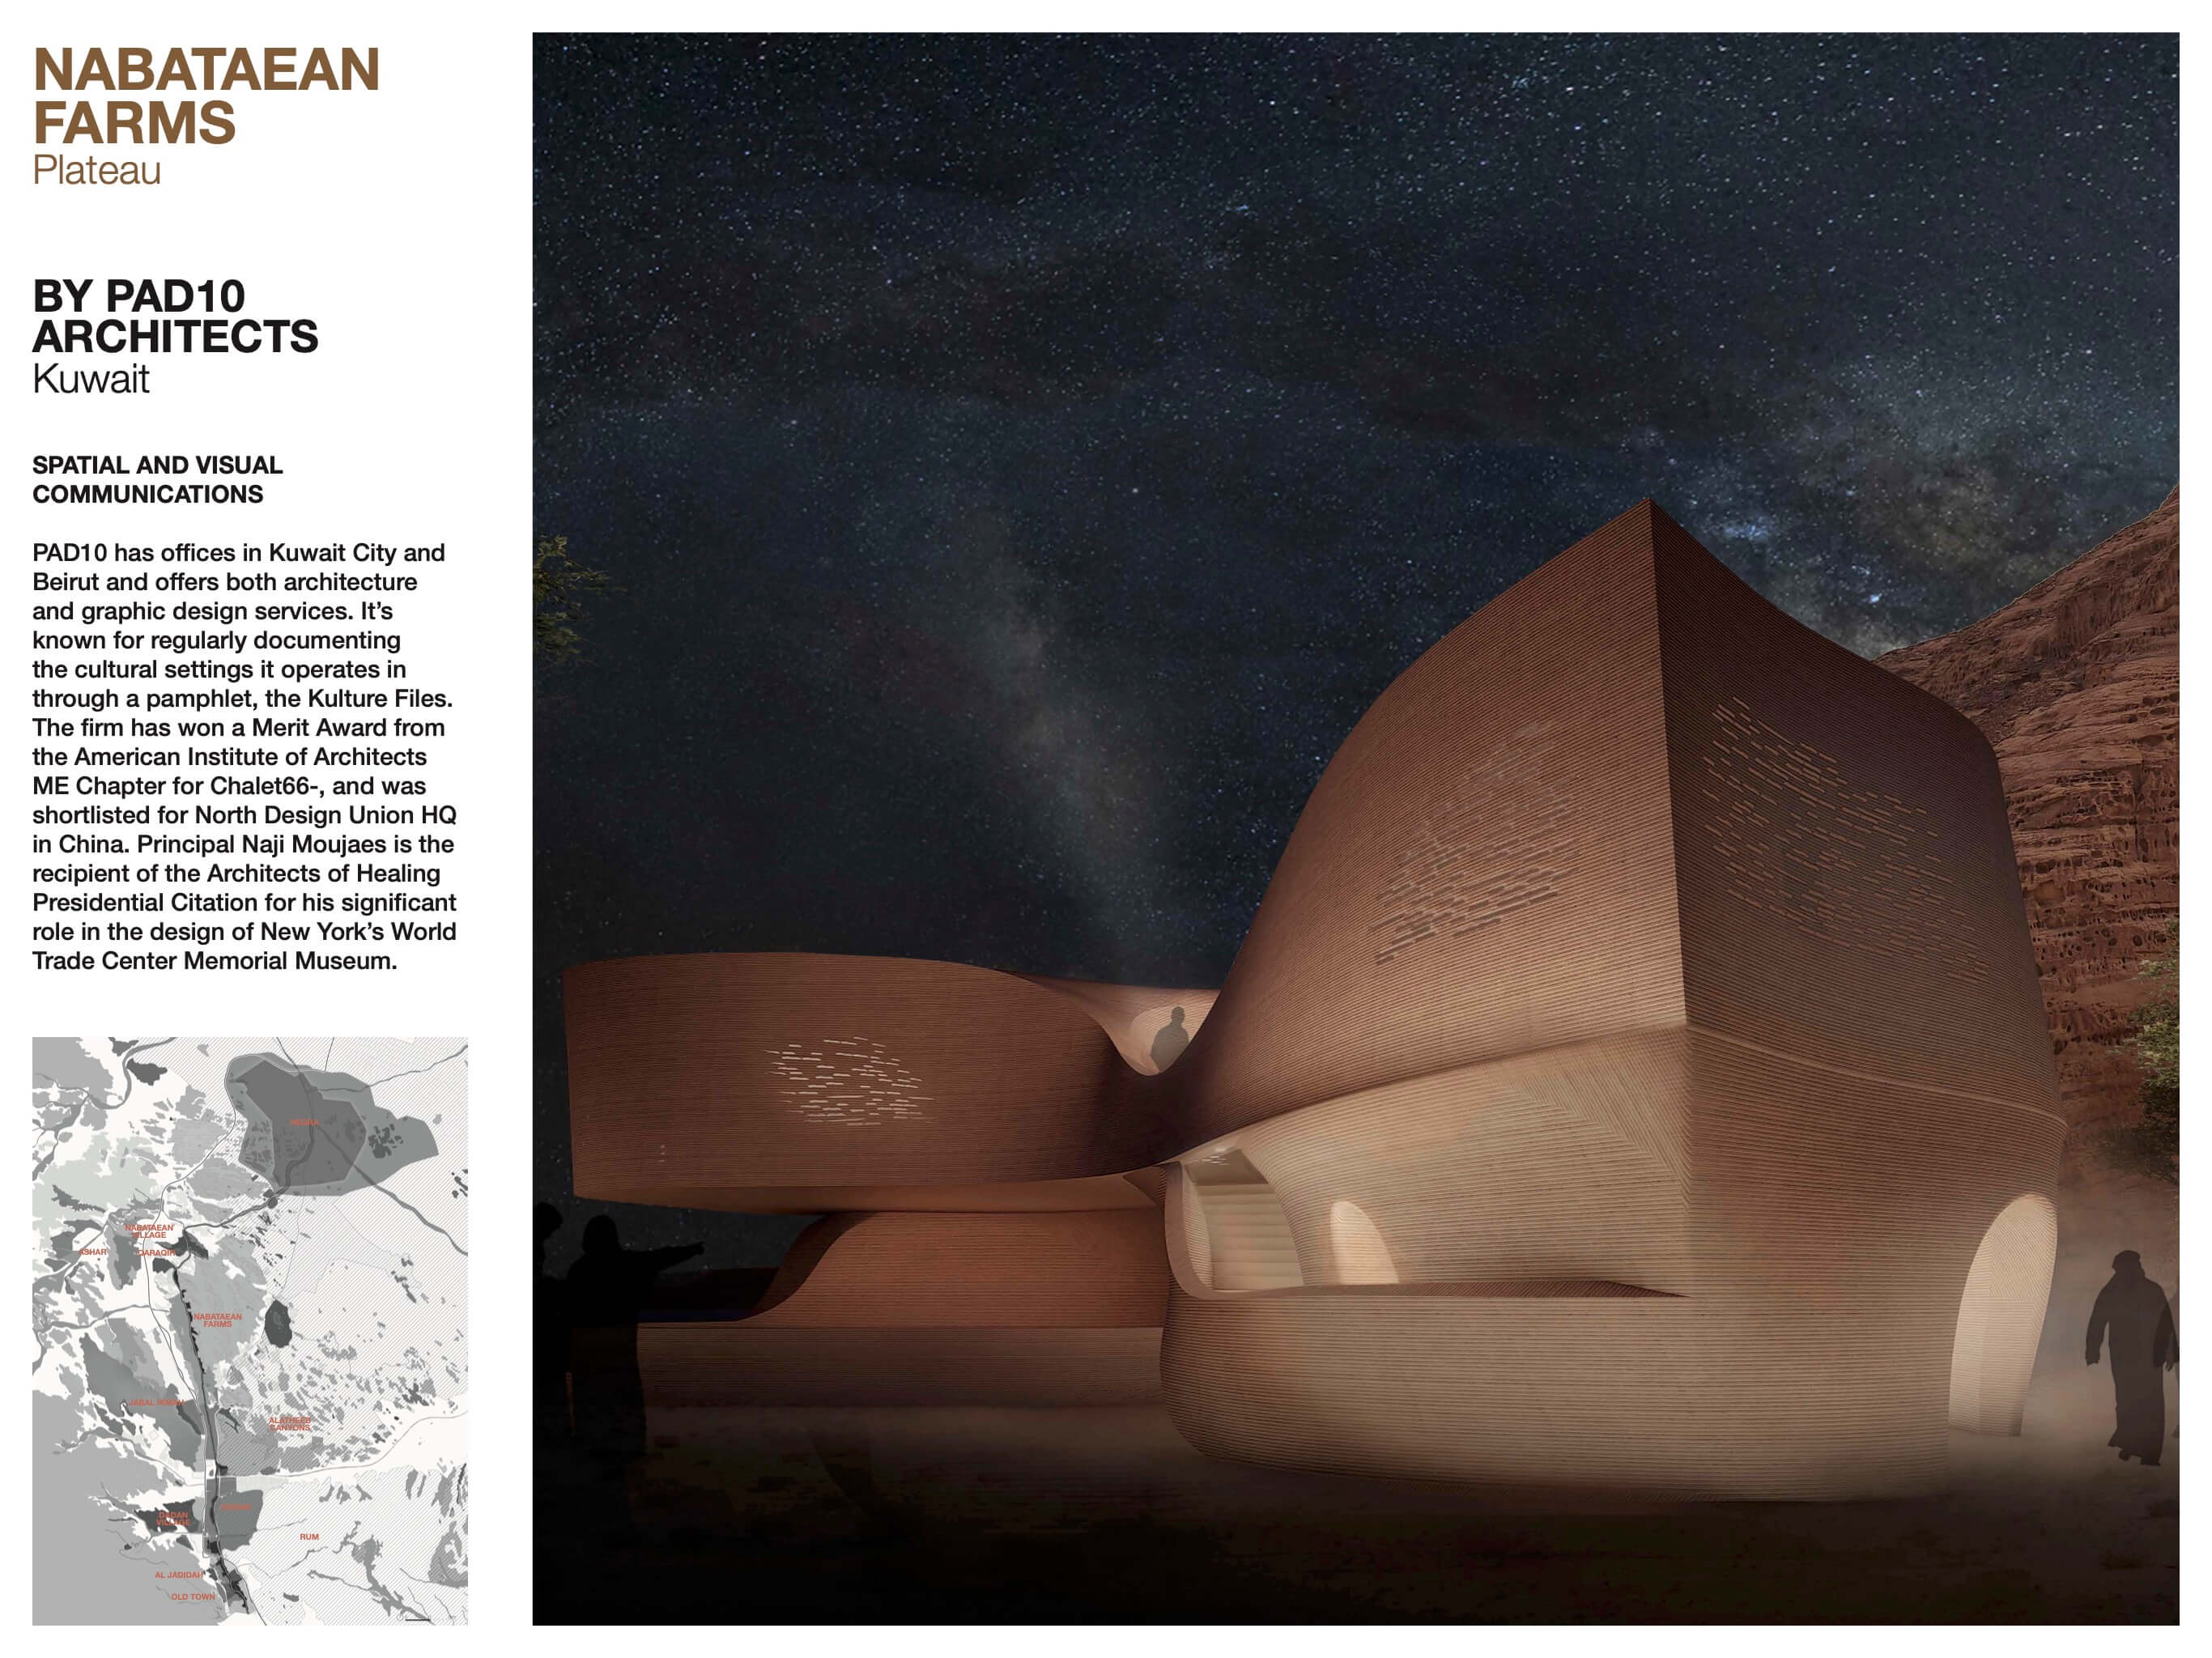 NABATAEAN
FARMS
Plateau
BY PAD10
ARCHITECTS
Kuwait
SPATIAL AND VISUAL
COMMUNICATIONS
PAD10 has offices in Kuwait City and
Beirut and offers both architecture
and graphic design services. It’s
known for regularly documenting
the cultural settings it operates in
through a pamphlet, the Kulture Files.
The firm has won a Merit Award from
the American Institute of Architects
ME Chapter for Chalet66-, and was
shortlisted for North Design Union HQ
in China. Principal Naji Moujaes is the
recipient of the Architects of Healing
Presidential Citation for his significant
role in the design of New York’s World
Trade Center Memorial Museum.
HEGRA
NABATAEAN
VILLAGE
ASHAR
QARAQIR
NABATAEAN
FARMS
JABAL
ALATHEEB
CANYONS
DADAN
VILLAGE
RUM
AL JADIDAH
OLD TOWN